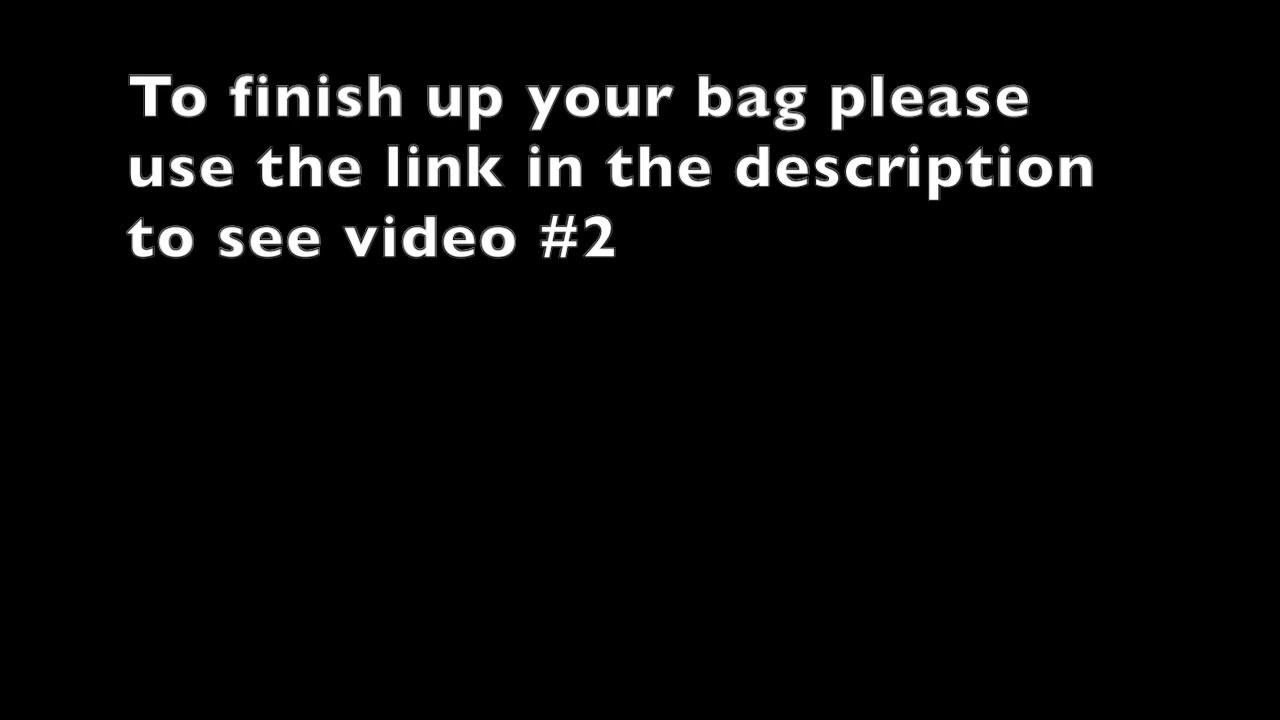 To finish up your bag please
use the link in the description
to see video #2